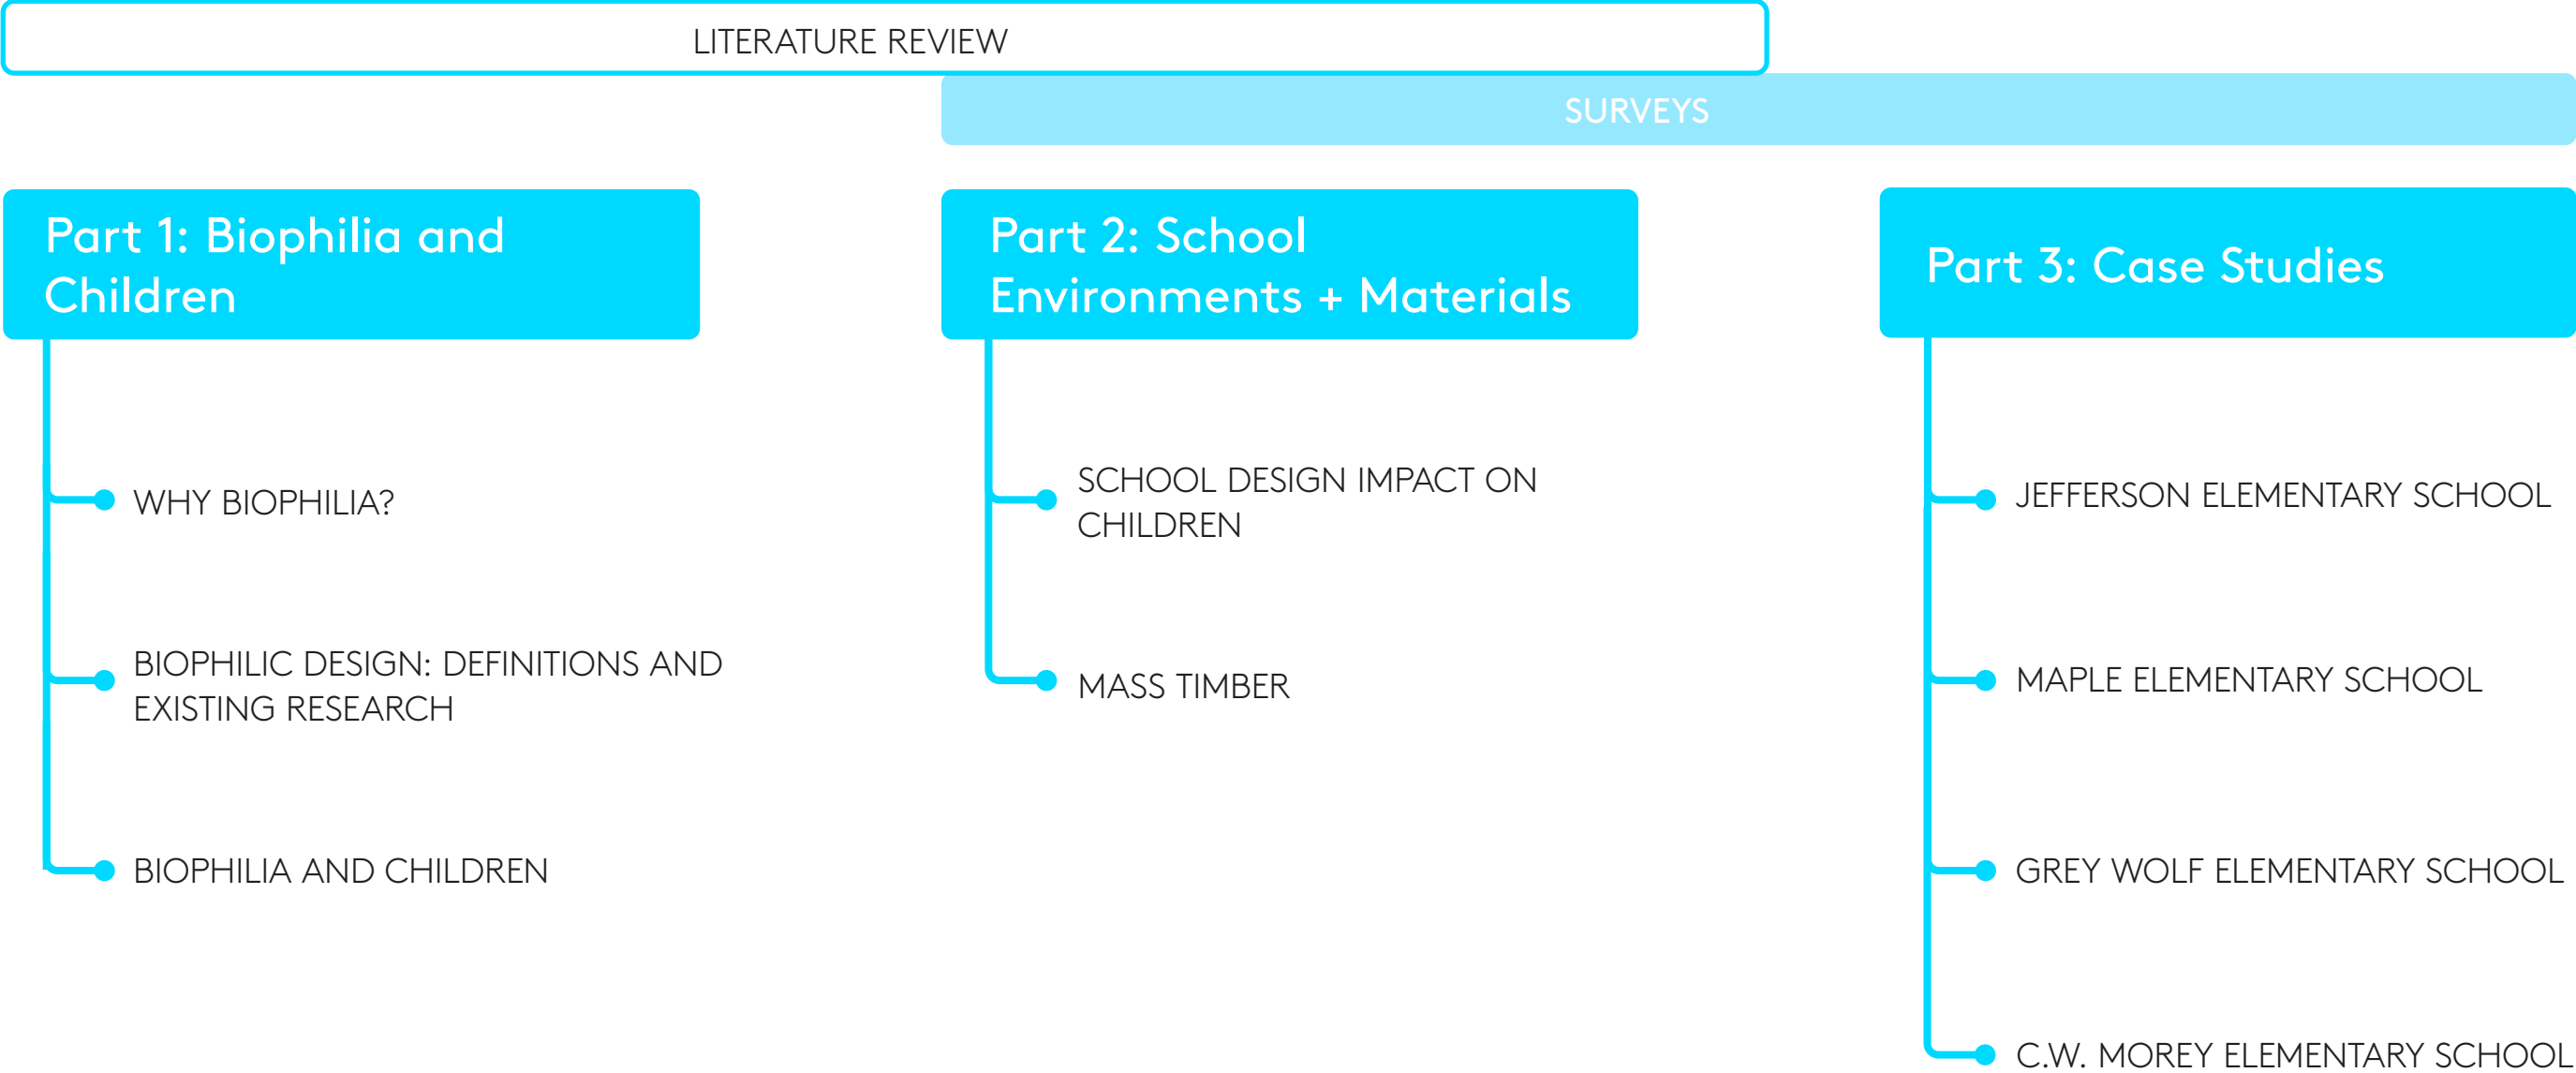 LITERATURE REVIEW
SURVEYS
Part 1: Biophilia and
Children
WHY BIOPHILIA?
BIOPHILIC DESIGN: DEFINITIONS AND
EXISTING RESEARCH
BIOPHILIA AND CHILDREN
Part 2: School
Environments + Materials
SCHOOL DESIGN IMPACT ON
CHILDREN
MASS TIMBER
Part 3: Case Studies
JEFFERSON ELEMENTARY SCHOOL
MAPLE ELEMENTARY SCHOOL
GREY WOLF ELEMENTARY SCHOOL
C.W. MOREY ELEMENTARY SCHOOL